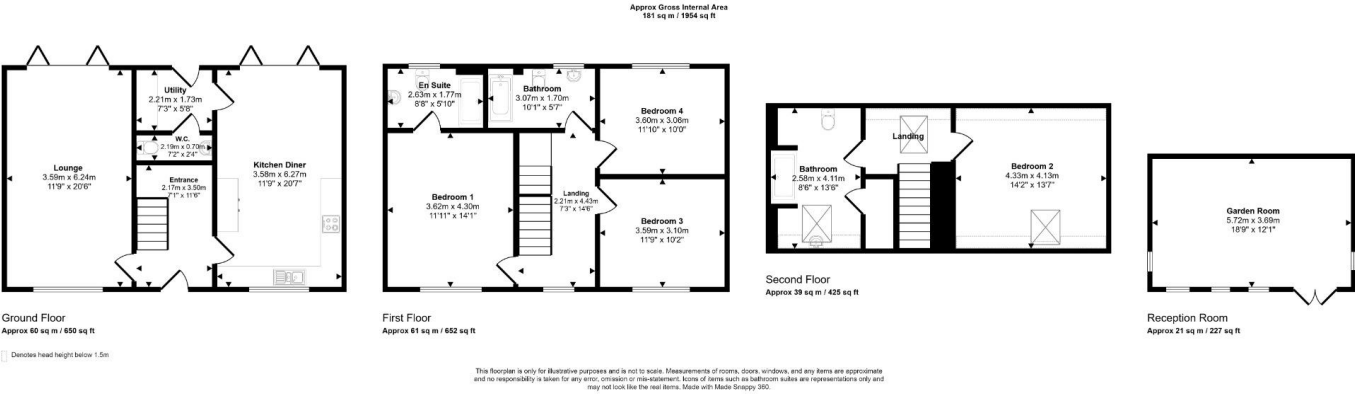 Approx Gross Internal Area
181 sq m / 1954 sq ft
Lounge
3.59m x 6.24m
11'9" x 20'6"
Utility
2.21m x 1.73m
7'3" x 5'8"
W.C.
2.19m x 0.70m
7'2" x 2'4"
Entrance
2.17m x 3.50m
7'1" x 11'6"
Kitchen Diner
3.58m x 6.27m
11'9" x 20'7"
Ground Floor
Approx 60 sq m / 650 sq ft
Denotes head height below 1.5m
En Suite
2.63m x 1.77m
8'8" x 5'10"
Bathroom
3.07m x 1.70m
10'1" x 5'7"
Bedroom 4
3.60m x 3.06m
11'10" x 10'0"
Bedroom 1
3.62m x 4.30m
11'11" x 14'1"
Landing
2.21m x 4.43m
7'3" x 14'6"
Bedroom 3
3.59m x 3.10m
11'9" x 10'2"
First Floor
Approx 61 sq m / 652 sq ft
Landing
Bathroom
2.58m x 4.11m
8'6" x 13'6"
Bedroom 2
4.33m x 4.13m
14'2" x 13'7"
Second Floor
Approx 39 sq m / 425 sq ft
Garden Room
5.72m x 3.69m
18'9" x 12'1"
Reception Room
Approx 21 sq m / 227 sq ft
This floorplan is only for illustrative purposes and is not to scale. Measurements of rooms, doors, windows, and any items are approximate
and no responsibility is taken for any error, omission or mis-statement. Icons of items such as bathroom suites are representations only and
may not look like the real items. Made with Made Snappy 360.